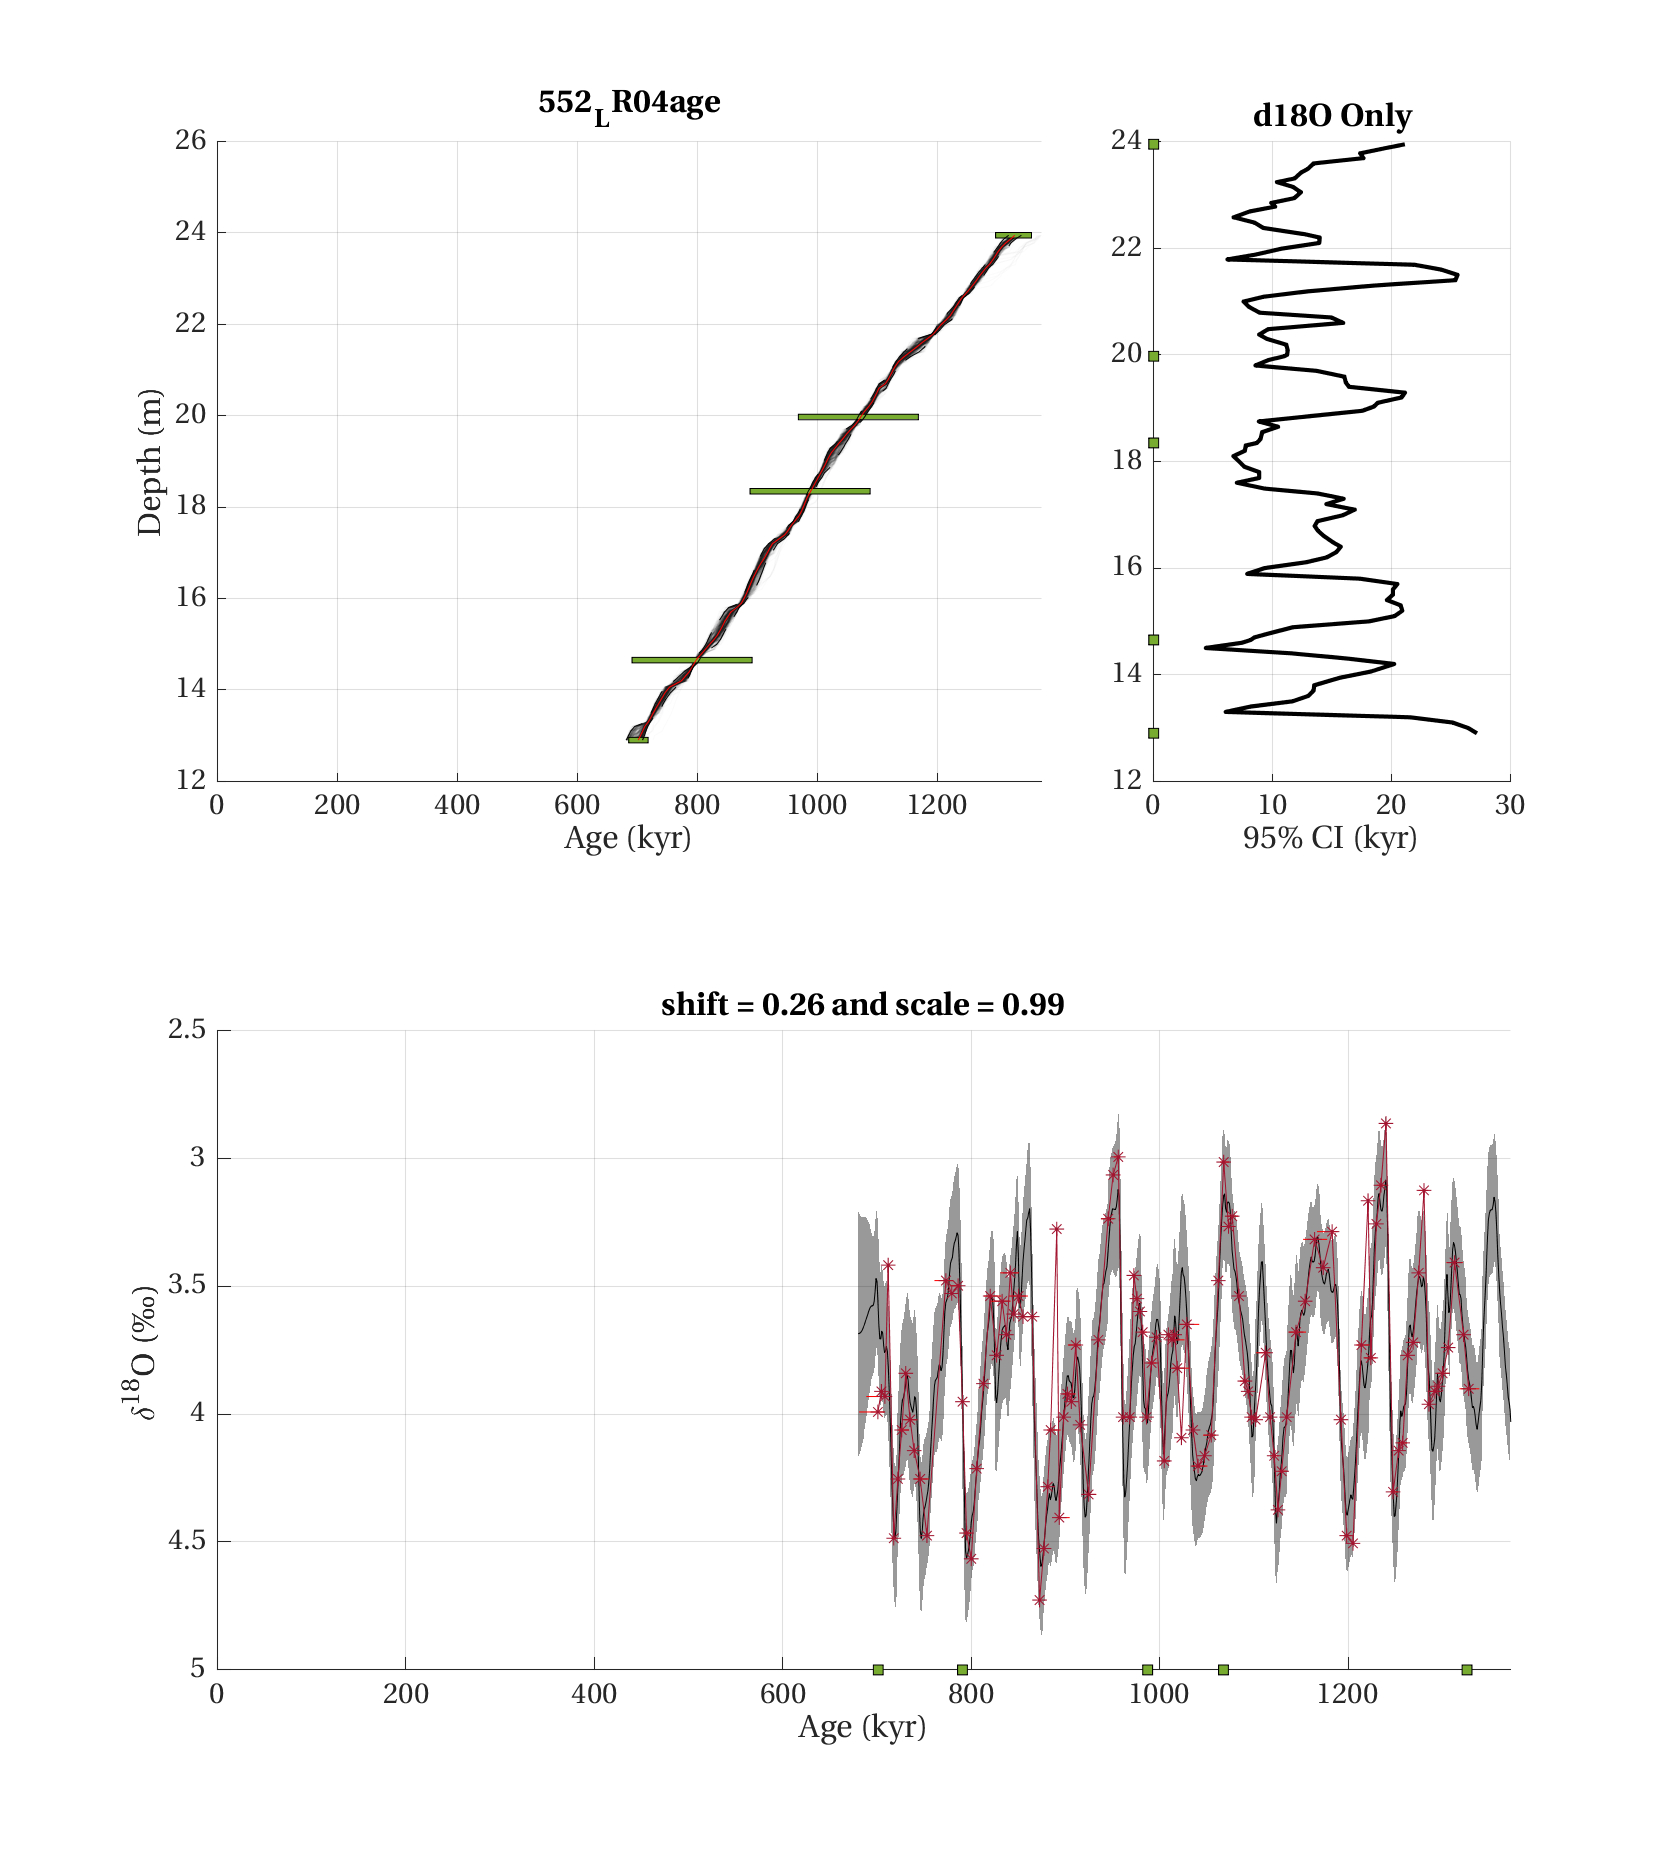 552_LR04age
26
24
22
20
18
16
14
12
Depth (m)
0 200 400 600 800 1000 1200
Age (kyr)
d18O Only
24
22
20
18
16
14
12
0 10 20 30
95% CI (kyr)
shift = 0.26 and scale = 0.99
2.5
3
3.5
4
4.5
5
δ¹⁸O (‰)
0 200 400 600 800 1000 1200
Age (kyr)